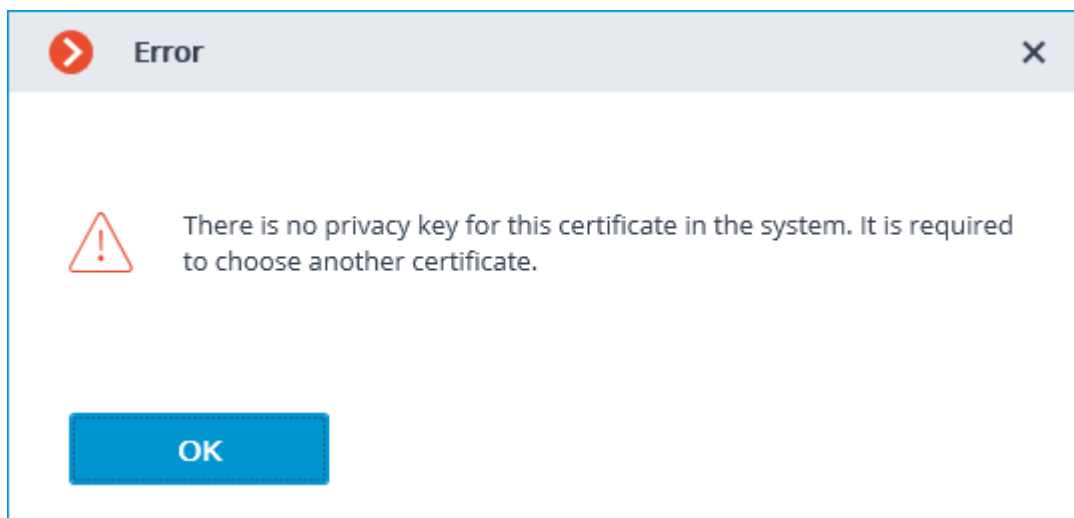 Error
There is no privacy key for this certificate in the system. It is required
to choose another certificate.
OK